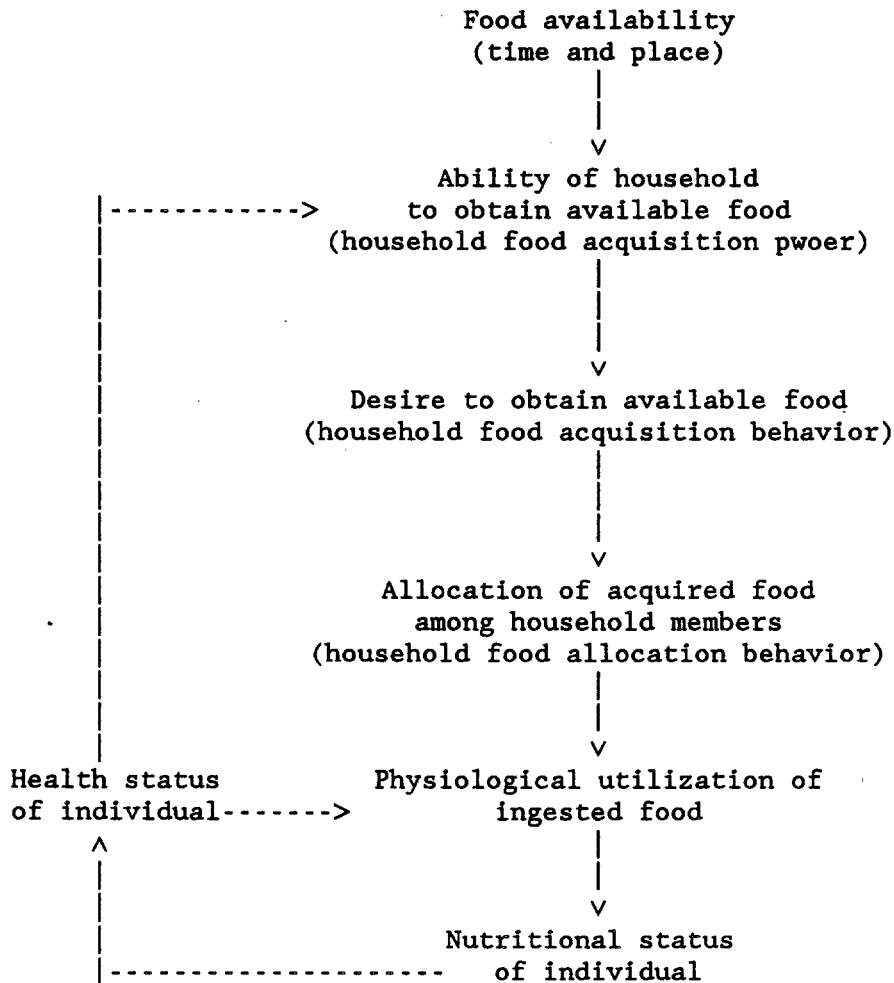 Food availability
(time and place)
Ability of household
to obtain available food
(household food acquisition pwoer)
Desire to obtain available food
(household food acquisition behavior)
Allocation of acquired food
among household members
(household food allocation behavior)
Health status
of individual
Physiological utilization of
ingested food
Nutritional status
of individual